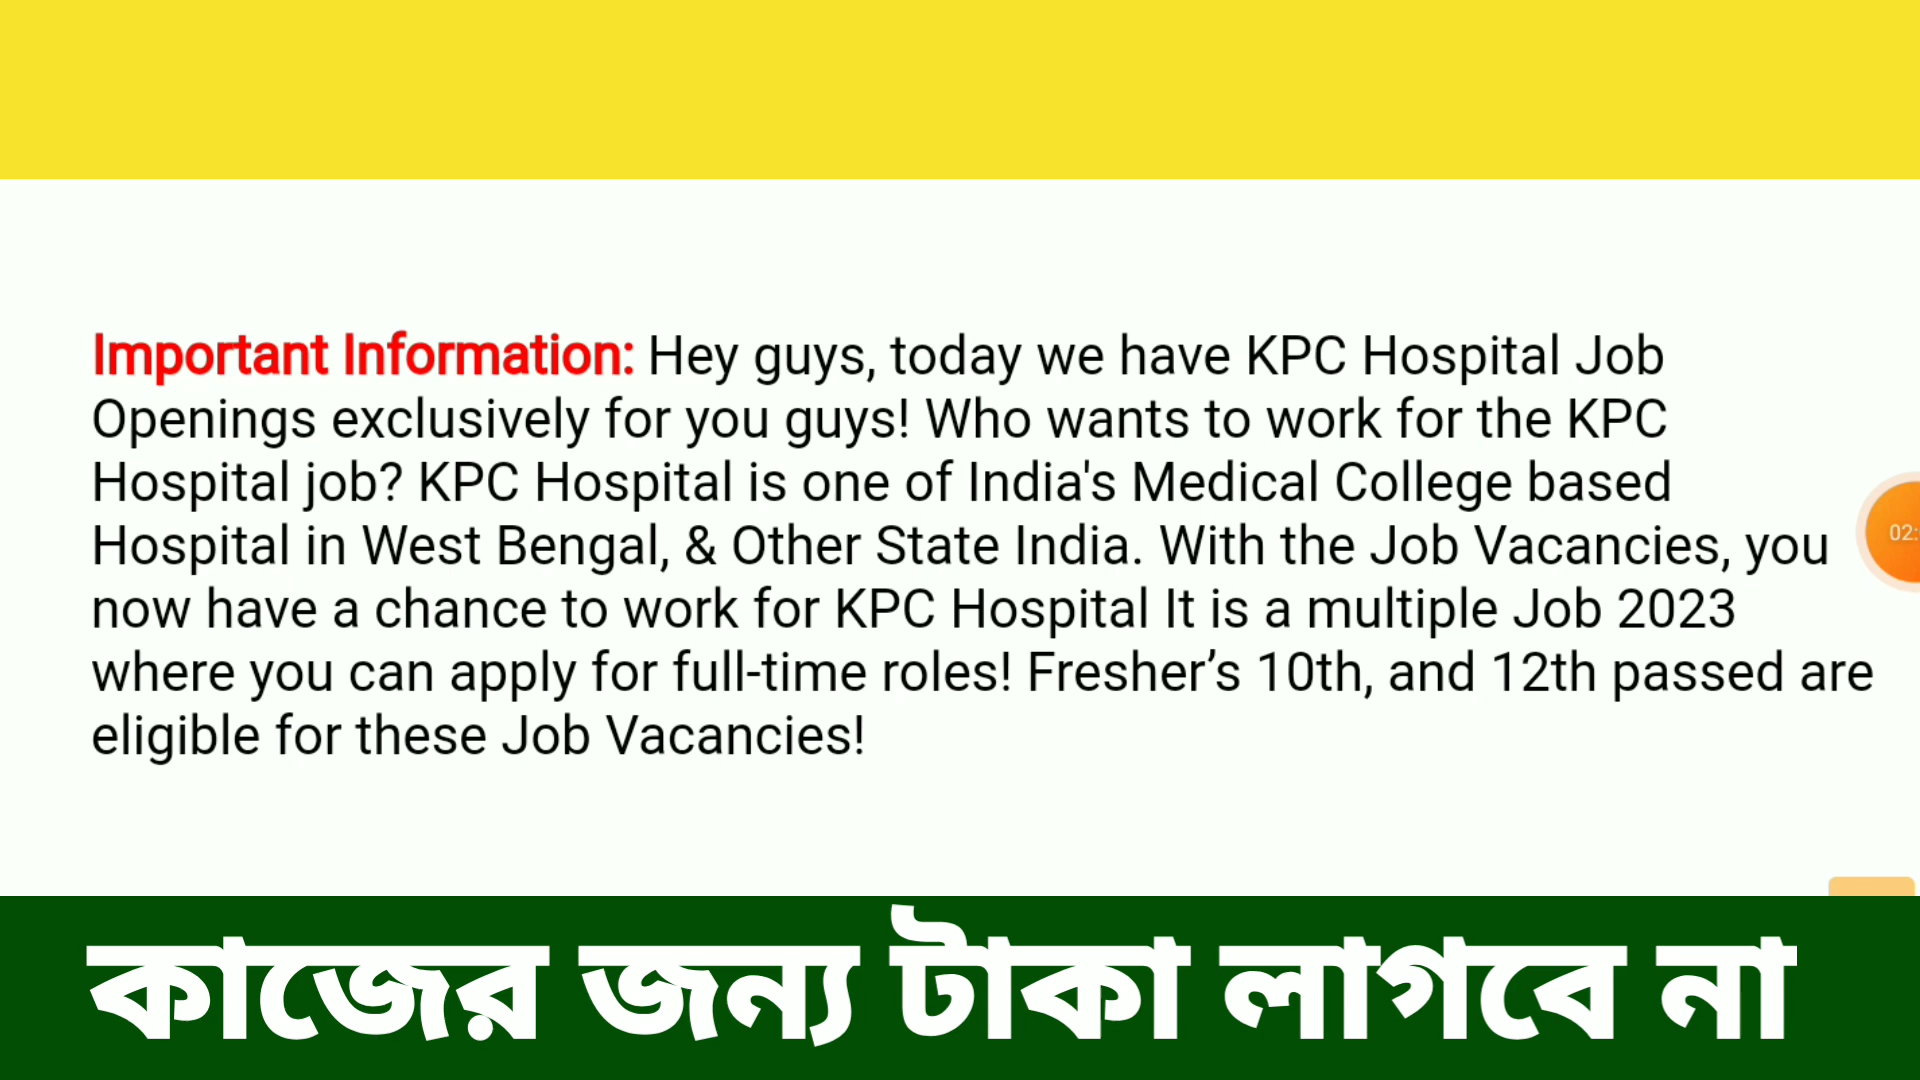 Important Information: Hey guys, today we have KPC Hospital Job
Openings exclusively for you guys! Who wants to work for the KPC
Hospital job? KPC Hospital is one of India's Medical College based
Hospital in West Bengal, & Other State India. With the Job Vacancies, you
02:
now have a chance to work for KPC Hospital It is a multiple Job 2023
where you can apply for full-time roles! Fresher’s 10th, and 12th passed are
eligible for these Job Vacancies!
কাজের জন্য টাকা লাগবে না